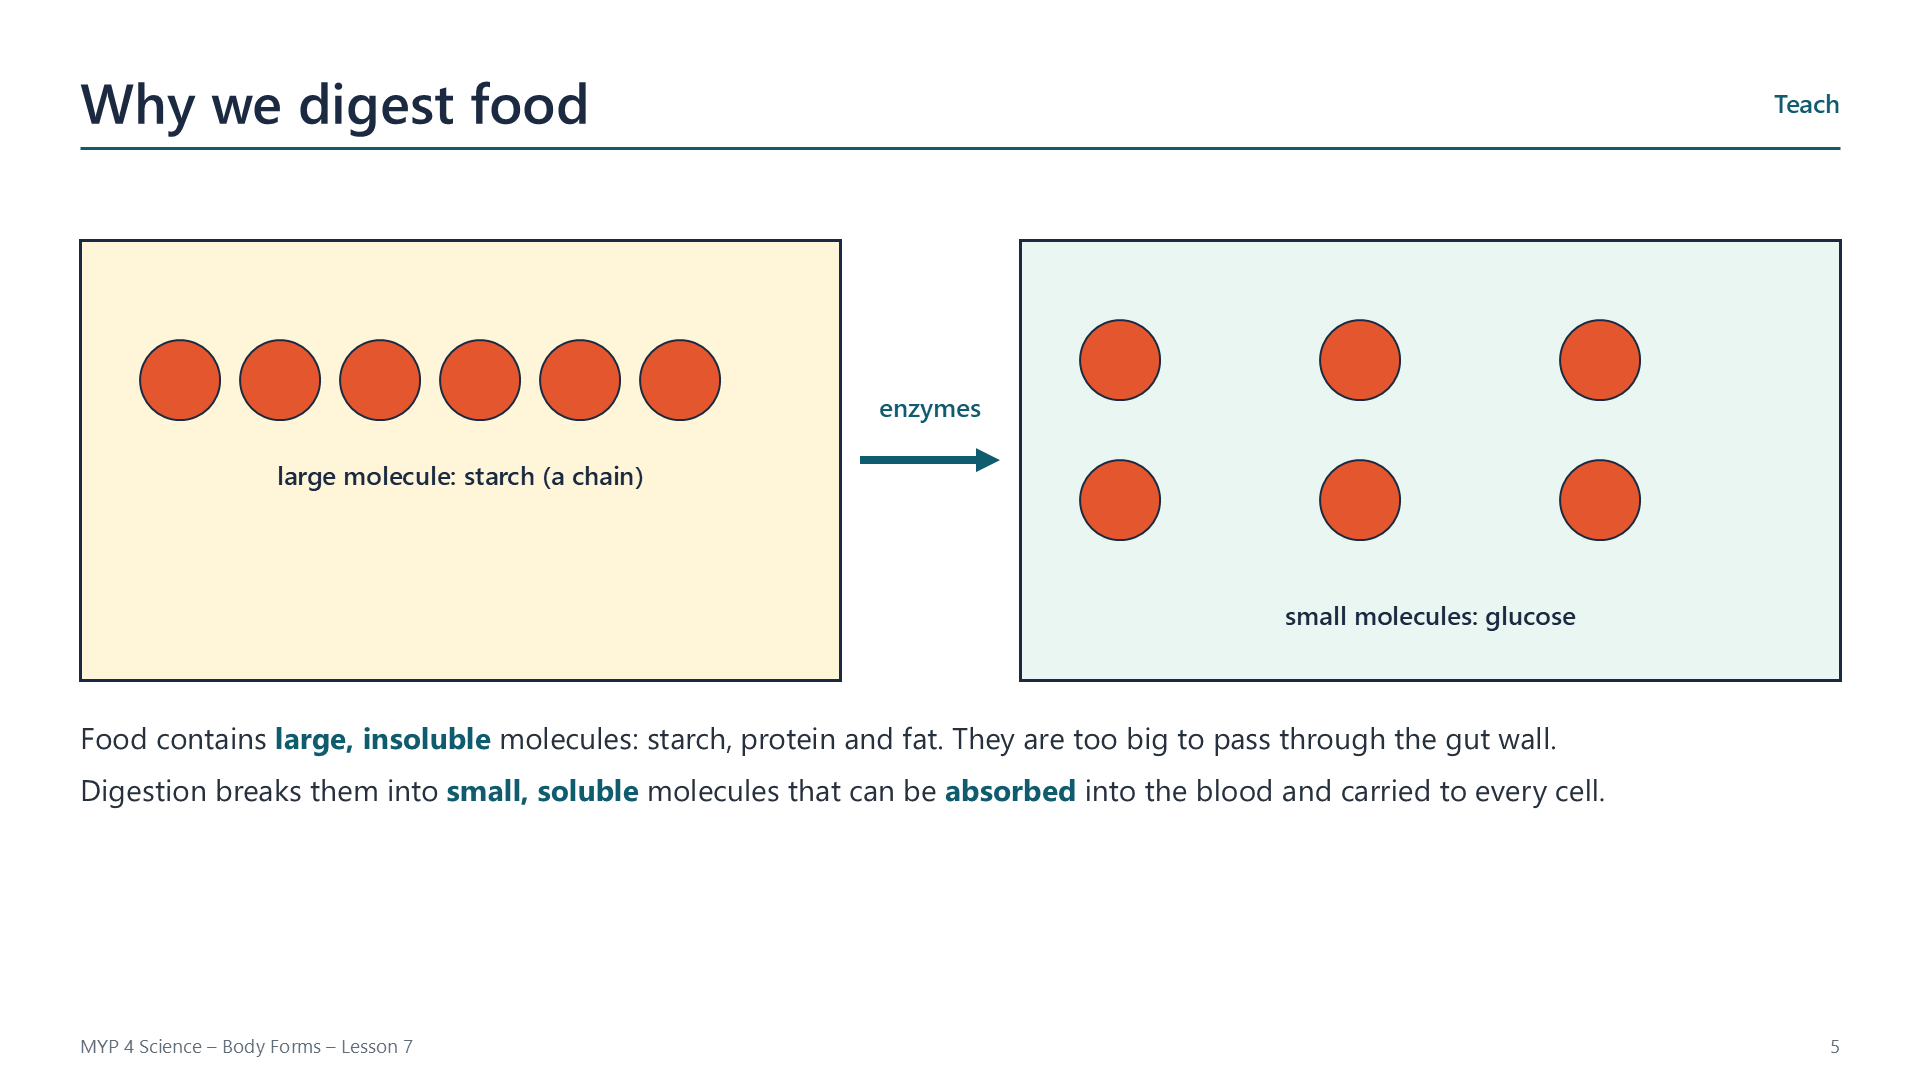 Why we digest food
Teach
large molecule: starch (a chain)
enzymes
small molecules: glucose
Food contains large, insoluble molecules: starch, protein and fat. They are too big to pass through the gut wall.
Digestion breaks them into small, soluble molecules that can be absorbed into the blood and carried to every cell.
MYP 4 Science – Body Forms – Lesson 7
5